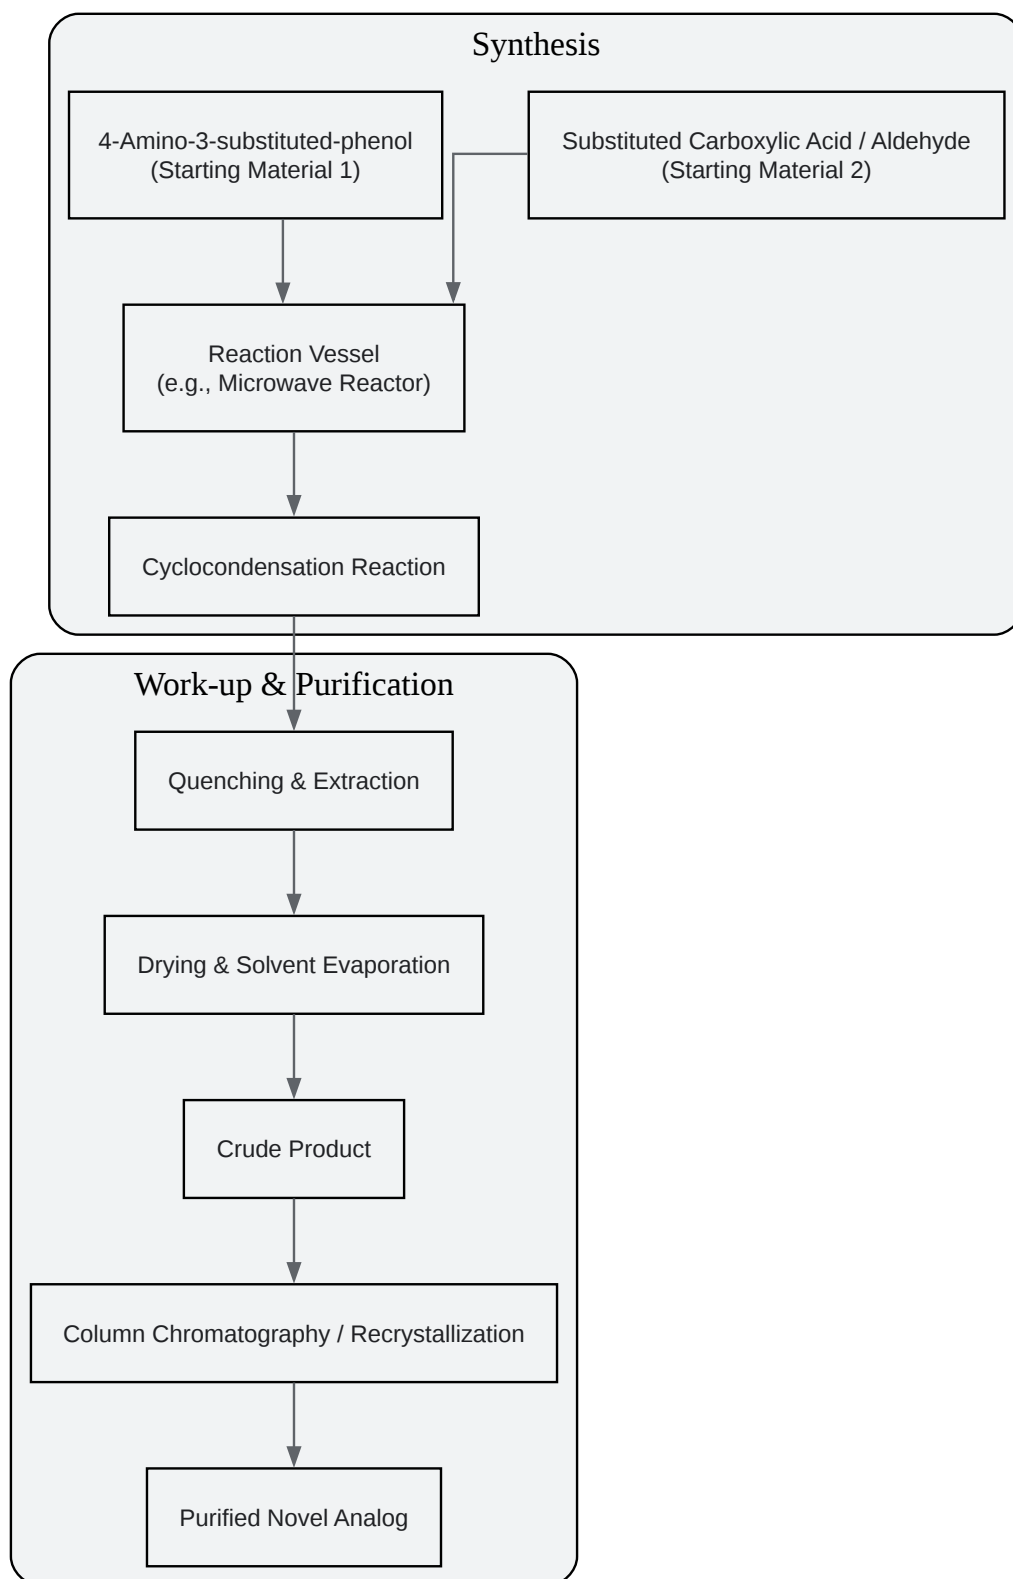 Synthesis
4-Amino-3-substituted-phenol
(Starting Material 1)
Substituted Carboxylic Acid / Aldehyde
(Starting Material 2)
Reaction Vessel
(e.g., Microwave Reactor)
Cyclocondensation Reaction
Work-up & Purification
Quenching & Extraction
Drying & Solvent Evaporation
Crude Product
Column Chromatography / Recrystallization
Purified Novel Analog